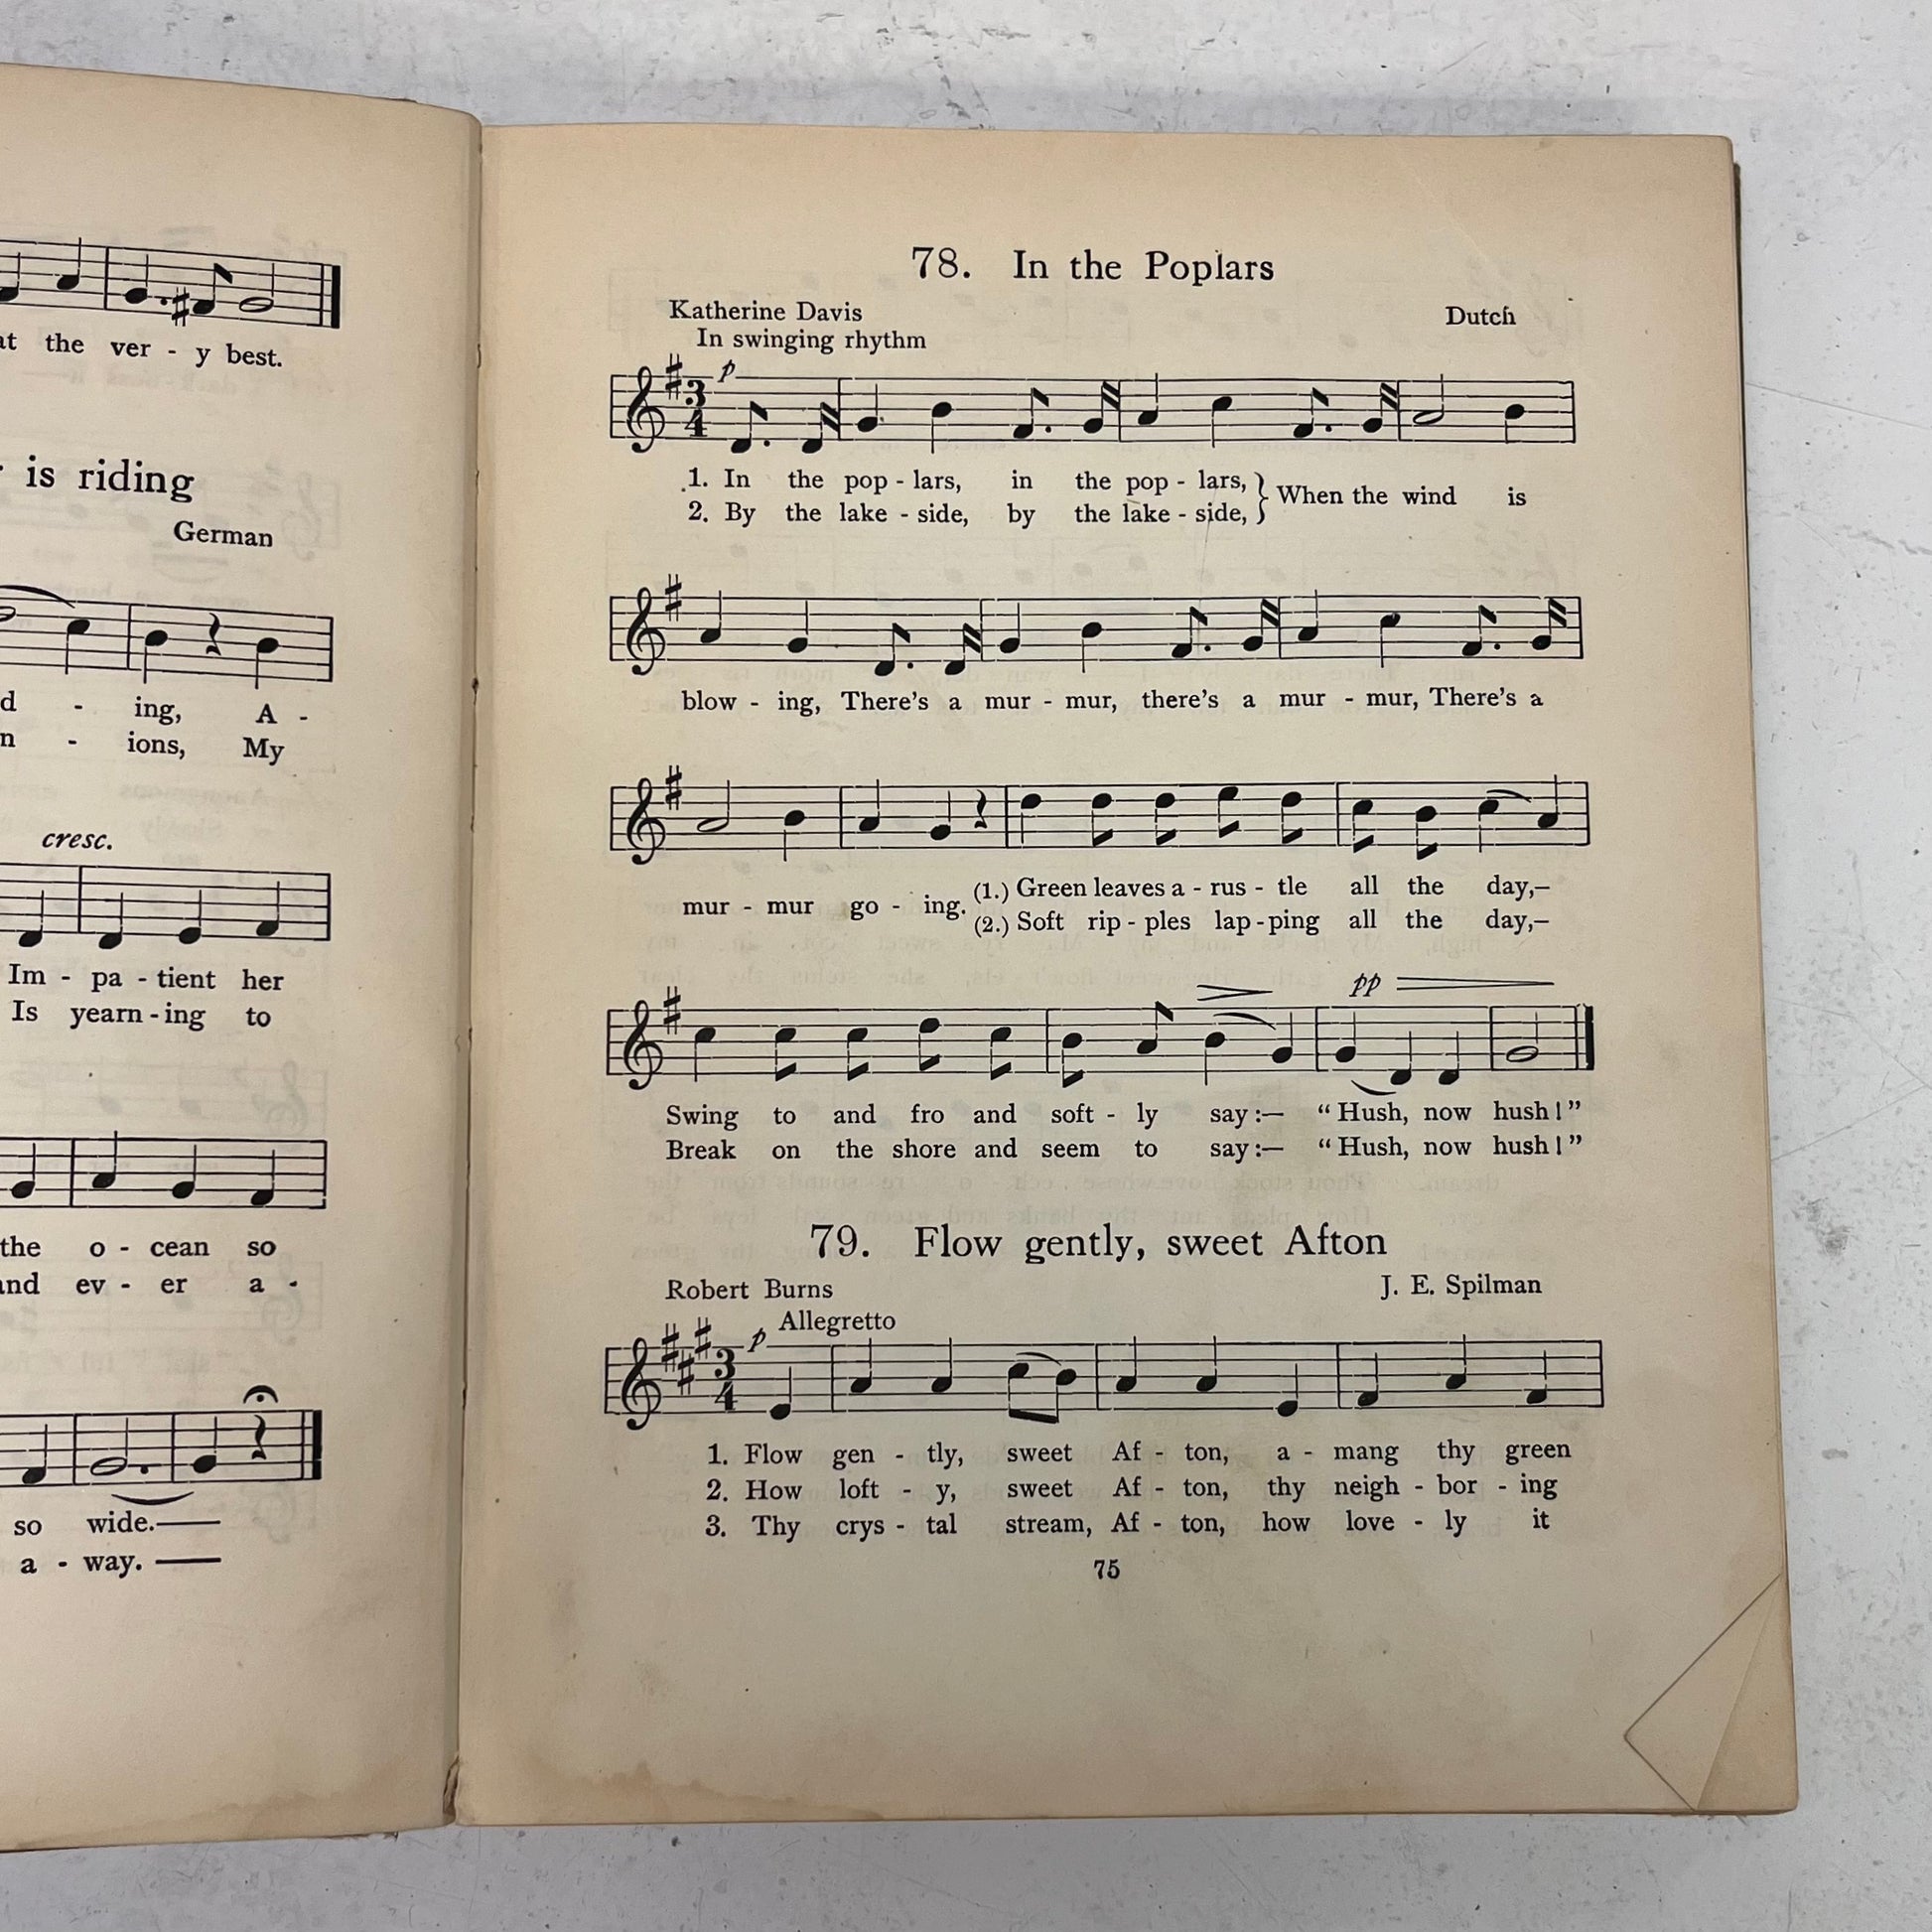 at the ver - y best.
is riding
German
d - ing, A -
n - ions, My
cresc.
Im - pa - tient her
Is yearn - ing to
the o - cean so
and ev - er a -
so wide.—
a - way. —
78. In the Poplars
Katherine Davis Dutch
In swinging rhythm
p
3
4
1. In the pop - lars, in the pop - lars, } When the wind is
2. By the lake - side, by the lake - side,
blow - ing, There's a mur - mur, there's a mur - mur, There's a
mur - mur go - ing. (1.) Green leaves a - rus - tle all the day,—
(2.) Soft rip - ples lap - ping all the day,—
pp
Swing to and fro and soft - ly say :— “ Hush, now hush ! ”
Break on the shore and seem to say :— “ Hush, now hush ! ”
79. Flow gently, sweet Afton
Robert Burns J. E. Spilman
Allegretto
p
3
4
1. Flow gen - tly, sweet Af - ton, a - mang thy green
2. How loft - y, sweet Af - ton, thy neigh - bor - ing
3. Thy crys - tal stream, Af - ton, how love - ly it
75